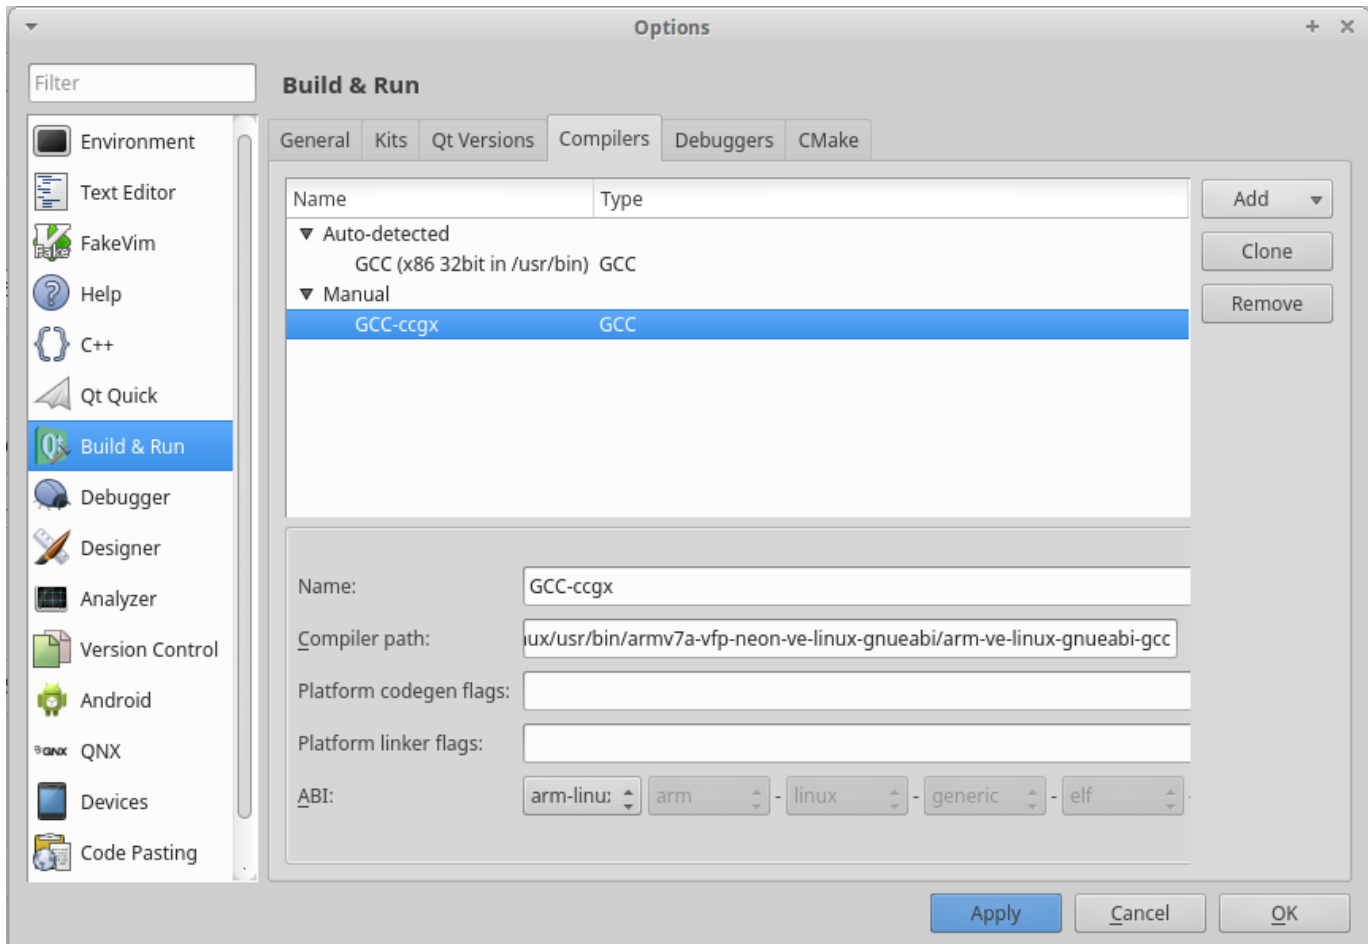 Options
Filter
Build & Run
Environment
Text Editor
FakeVim
Help
C++
Qt Quick
Build & Run
Debugger
Designer
Analyzer
Version Control
Android
QNX
Devices
Code Pasting
General Kits Qt Versions Compilers Debuggers CMake
Name Type
Auto-detected
GCC (x86 32bit in /usr/bin) GCC
Manual
GCC-ccgx GCC
Add
Clone
Remove
Name: GCC-ccgx
Compiler path: ux/usr/bin/armv7a-vfp-neon-ve-linux-gnueabi/arm-ve-linux-gnueabi-gcc
Platform codegen flags:
Platform linker flags:
ABI: arm-linu arm - linux - generic - elf -
Apply Cancel OK